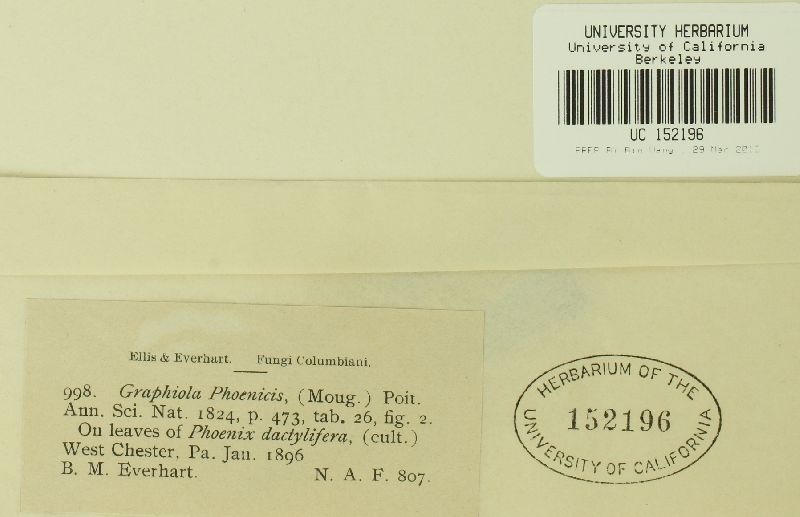 UNIVERSITY HERBARIUM
University of California
Berkeley
UC 152196
29 Mar
Ellis & Everhart. Fungi Columbiani.
998. Graphiola Phoenicis, (Moug.) Poit.
Ann. Sci. Nat. 1824, p. 473, tab. 26, fig. 2.
On leaves of Phoenix dactylifera, (cult.)
West Chester, Pa. Jan. 1896
B. M. Everhart. N. A. F. 807.
HERBARIUM OF THE
152196
UNIVERSITY OF CALIFORNIA